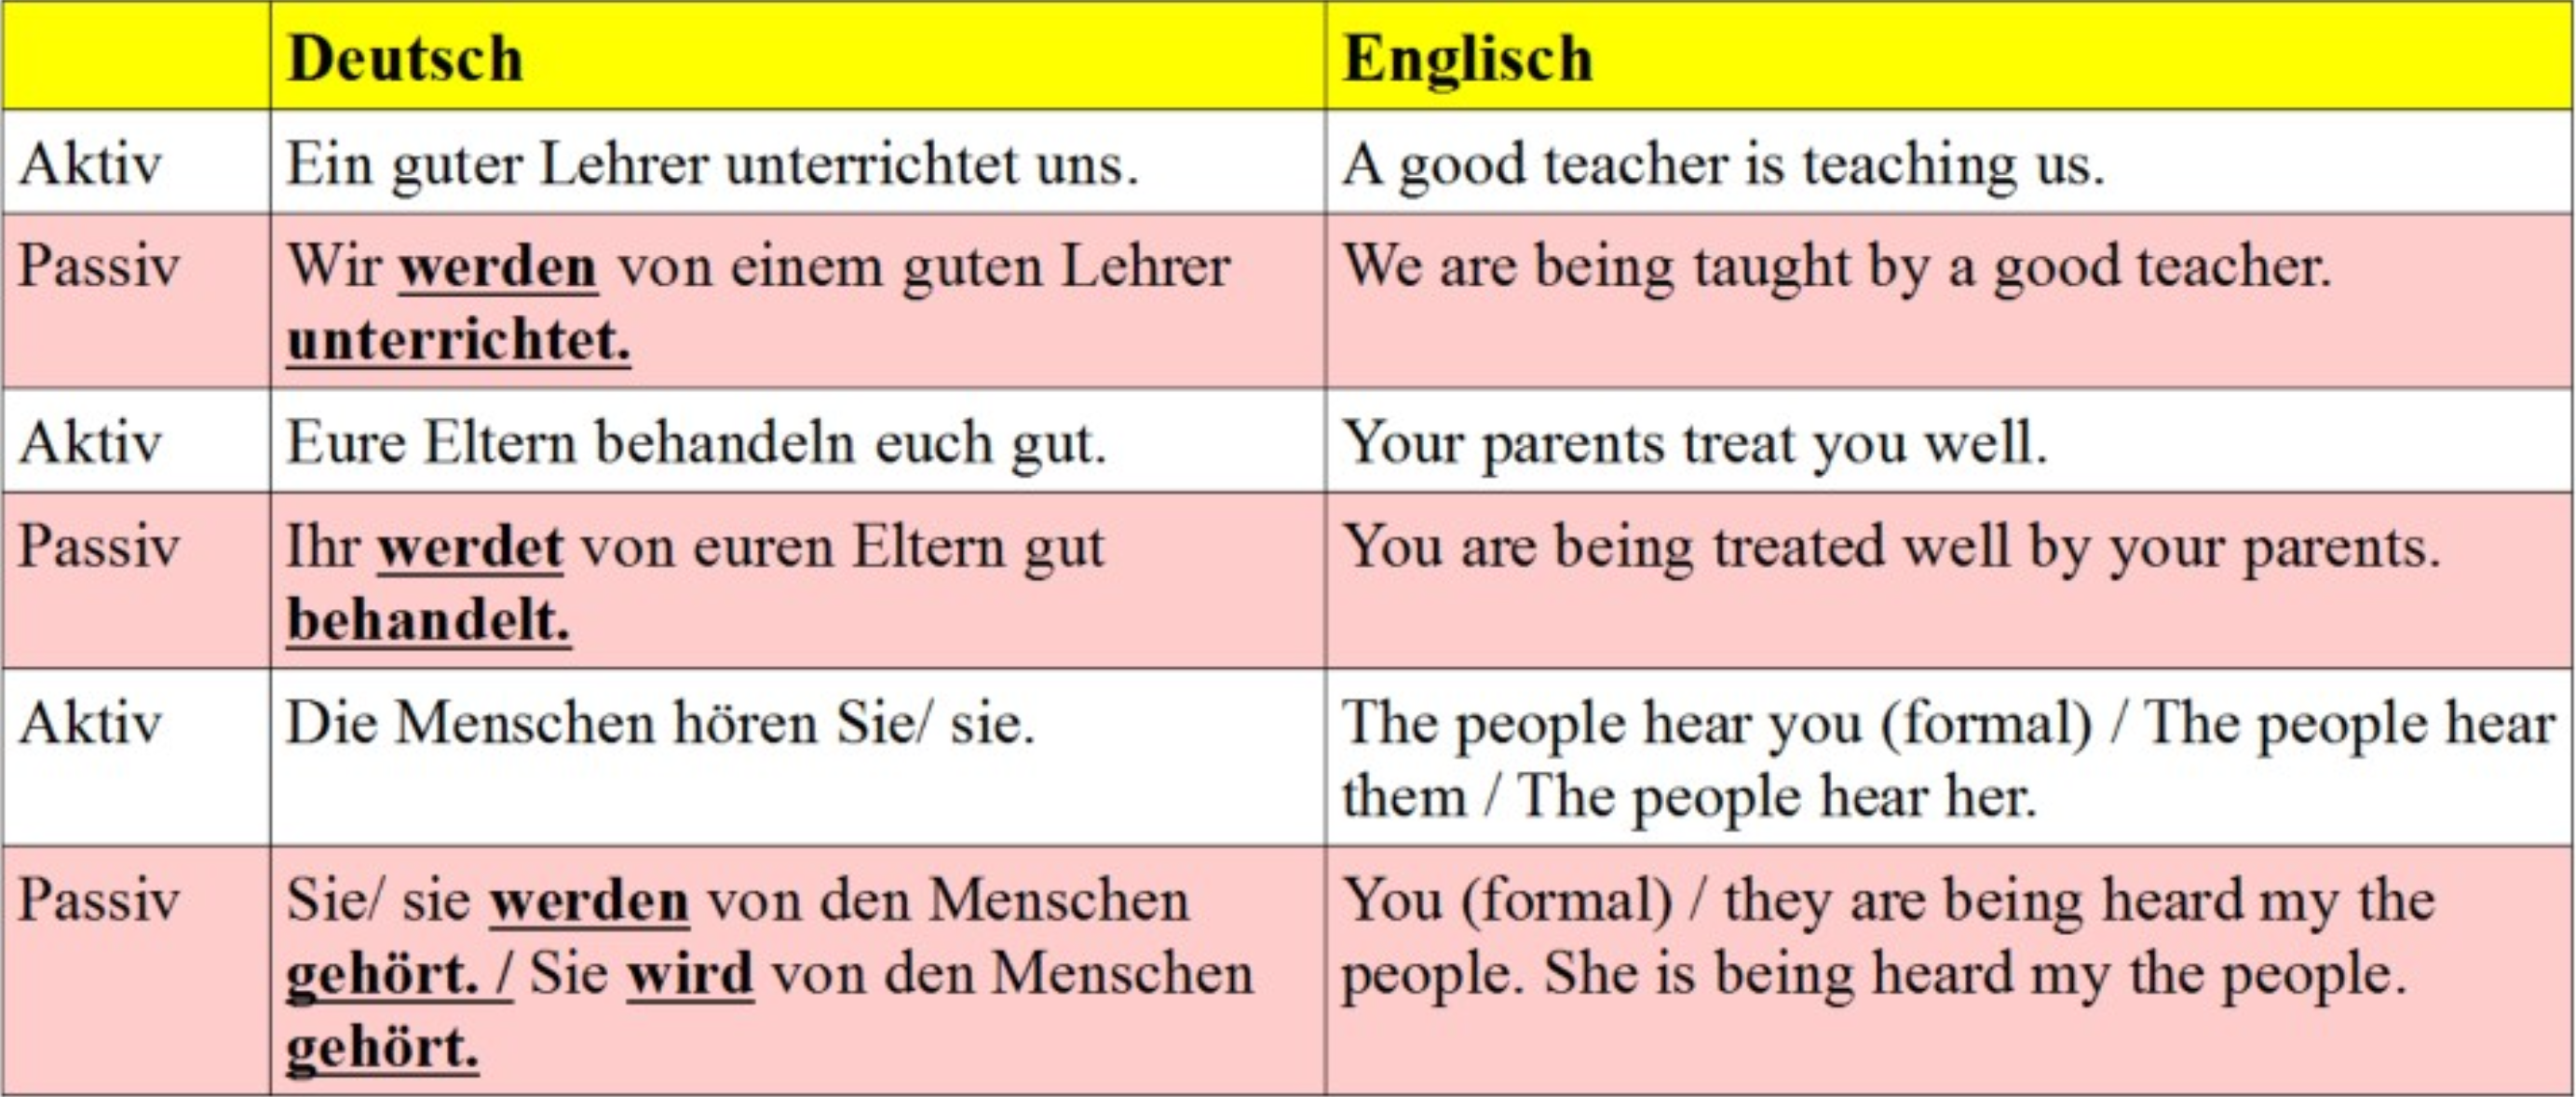 Deutsch Englisch
Aktiv Ein guter Lehrer unterrichtet uns. A good teacher is teaching us.
Passiv Wir werden von einem guten Lehrer We are being taught by a good teacher.
unterrichtet.
Aktiv Eure Eltern behandeln euch gut. Your parents treat you well.
Passiv Ihr werdet von euren Eltern gut You are being treated well by your parents.
behandelt.
Aktiv Die Menschen hören Sie/ sie. The people hear you (formal) / The people hear
them / The people hear her.
Passiv Sie/ sie werden von den Menschen You (formal) / they are being heard my the
gehört. / Sie wird von den Menschen people. She is being heard my the people.
gehört.